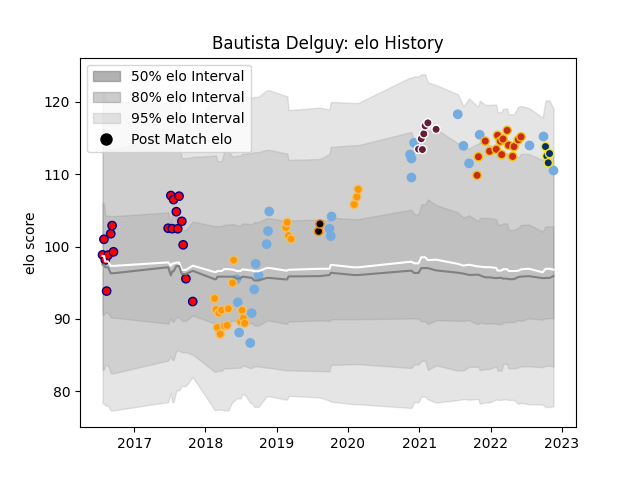 Bautista Delguy: elo History
50% elo Interval
80% elo Interval
95% elo Interval
Post Match elo
elo score
120
110
100
90
80
2017 2018 2019 2020 2021 2022 2023